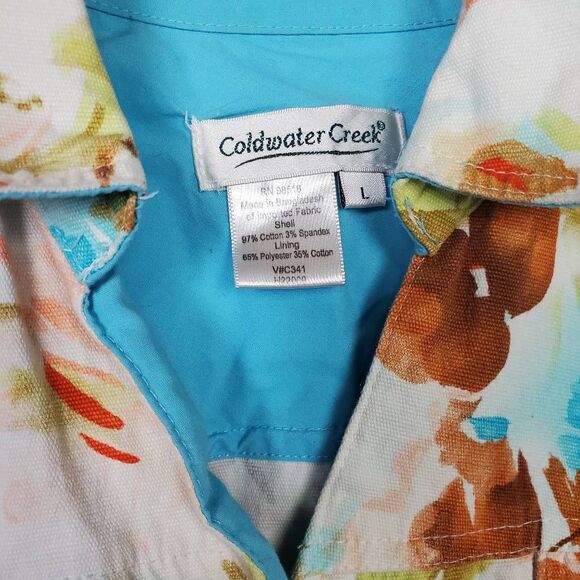 Coldwater Creek®
L
RN 98518
Made in Bangladesh
of Imported Fabric
Shell
97% Cotton 3% Spandex
Lining
65% Polyester 35% Cotton
V#C341